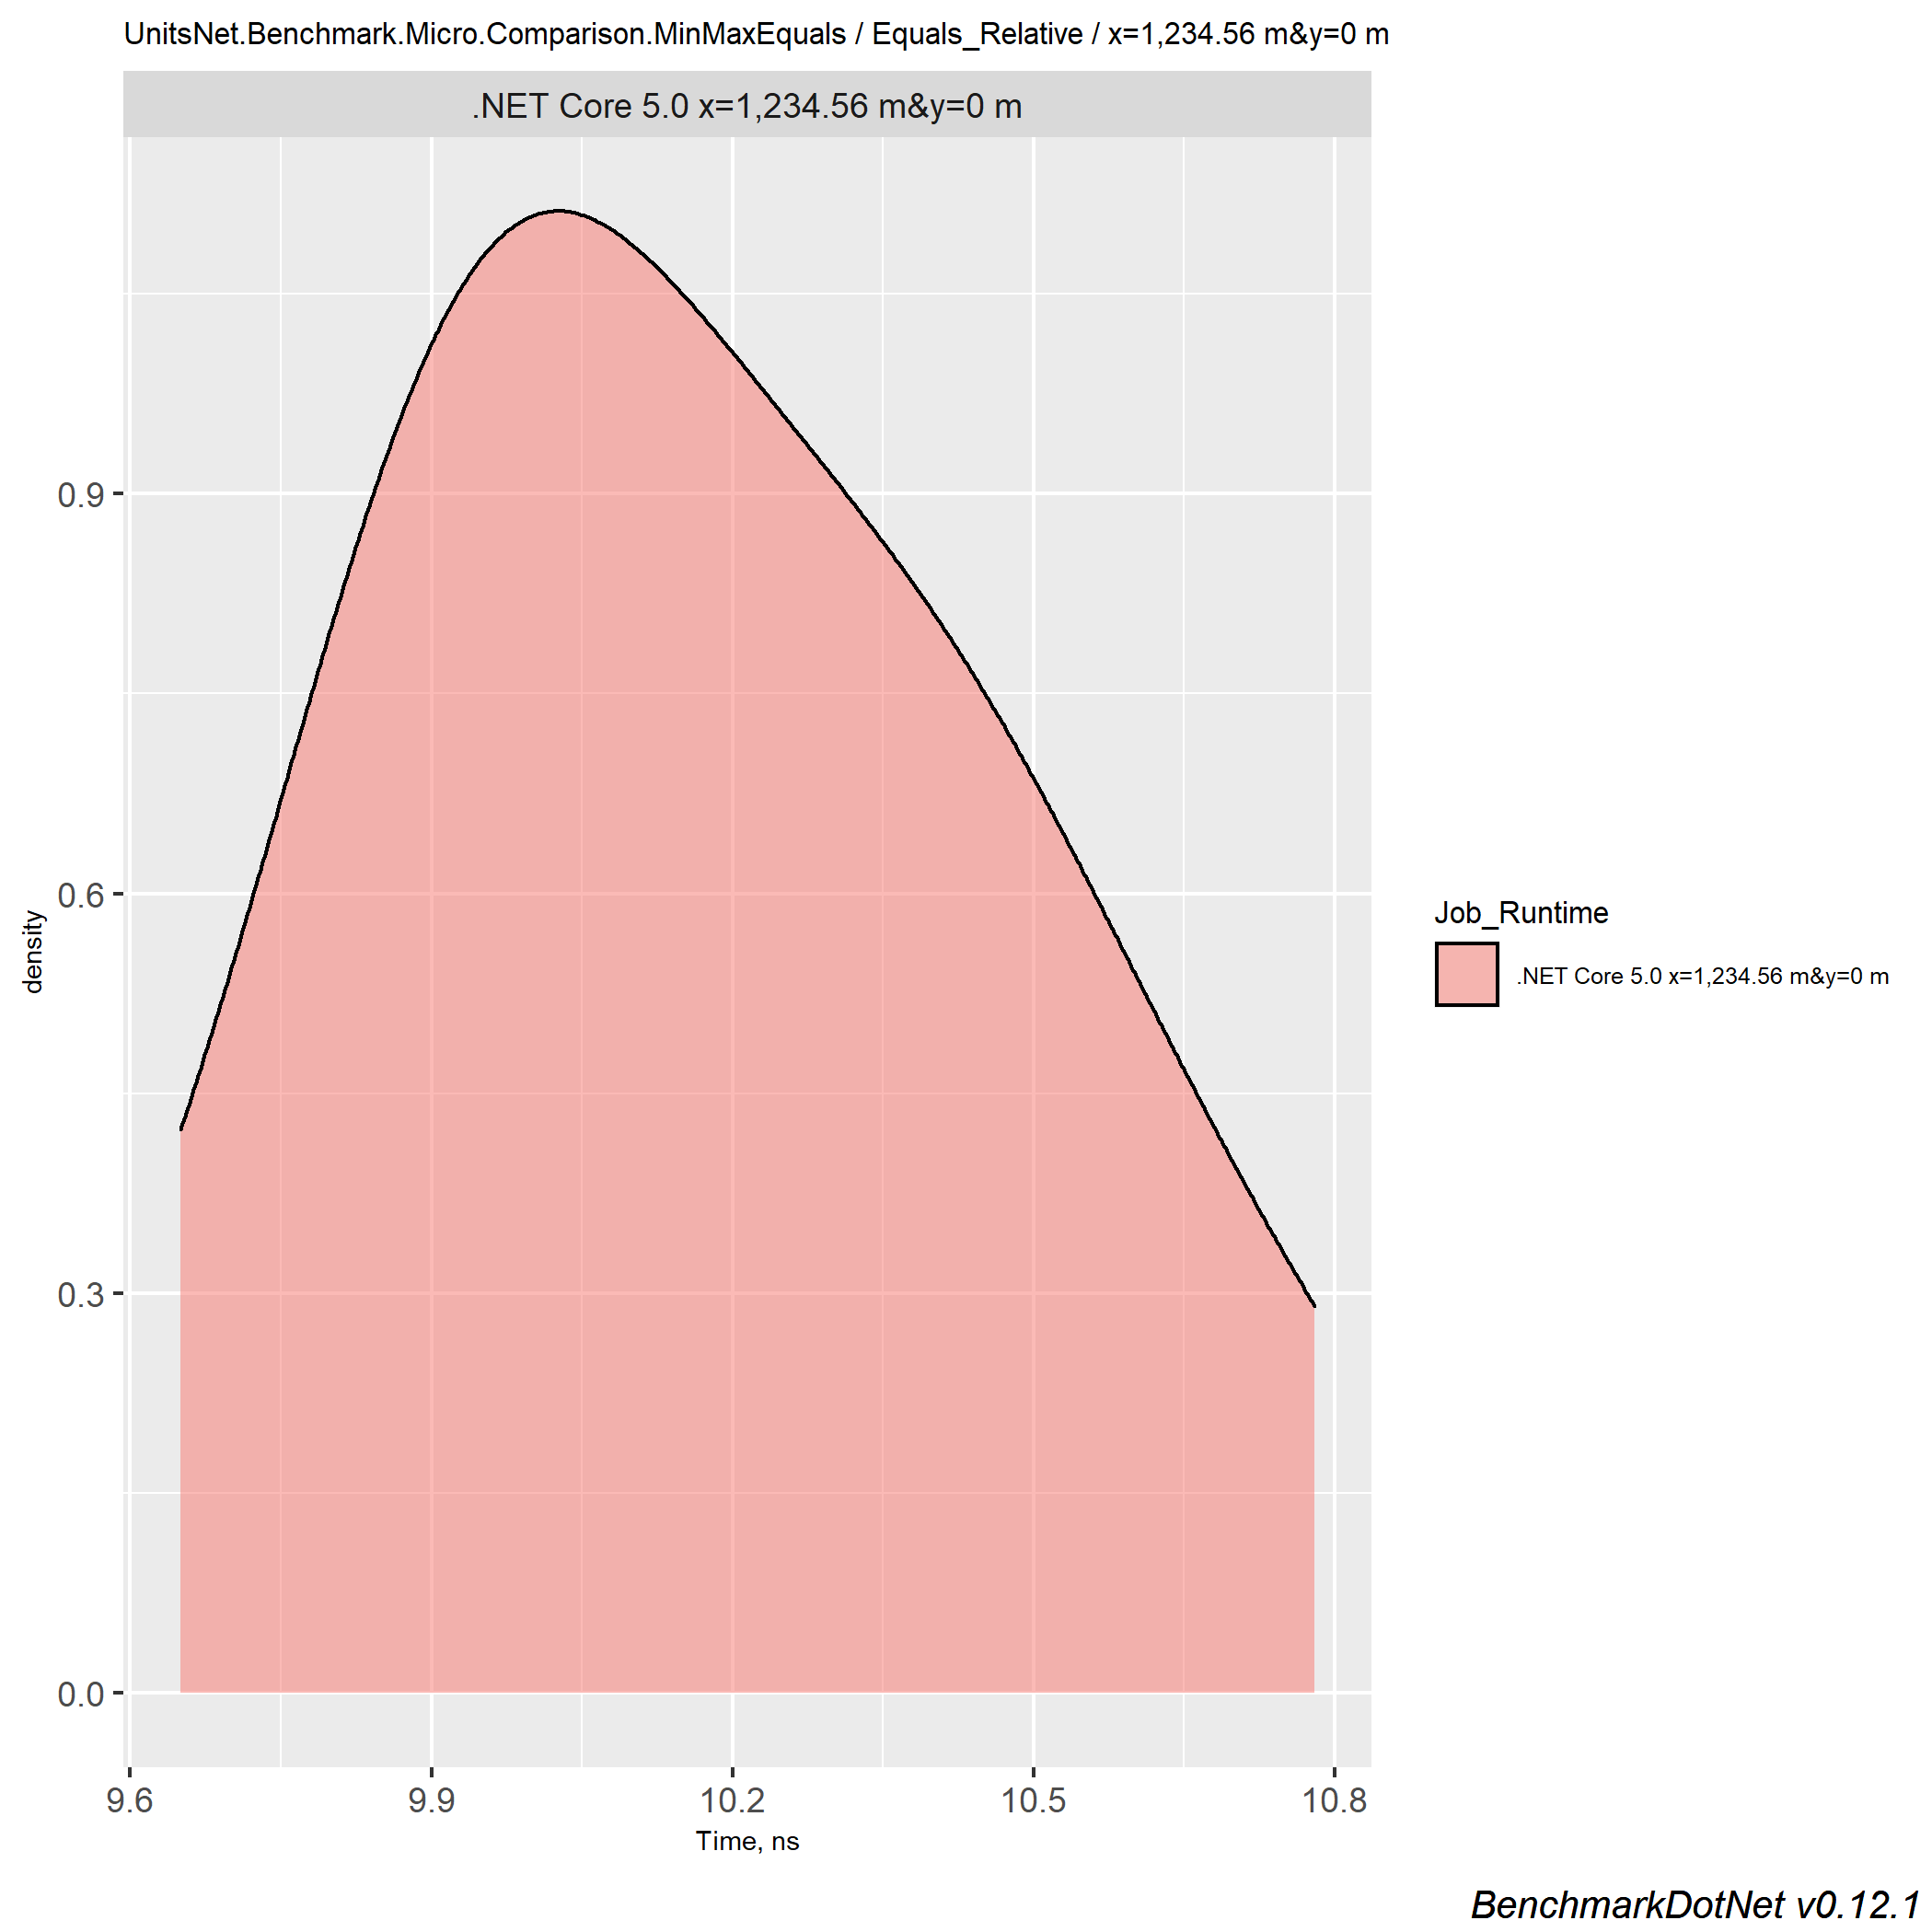 UnitsNet.Benchmark.Micro.Comparison.MinMaxEquals / Equals_Relative / x=1,234.56 m&y=0 m
.NET Core 5.0 x=1,234.56 m&y=0 m
0.9
0.6
0.3
0.0
density
9.6 9.9 10.2 10.5 10.8
Time, ns
Job_Runtime
.NET Core 5.0 x=1,234.56 m&y=0 m
BenchmarkDotNet v0.12.1